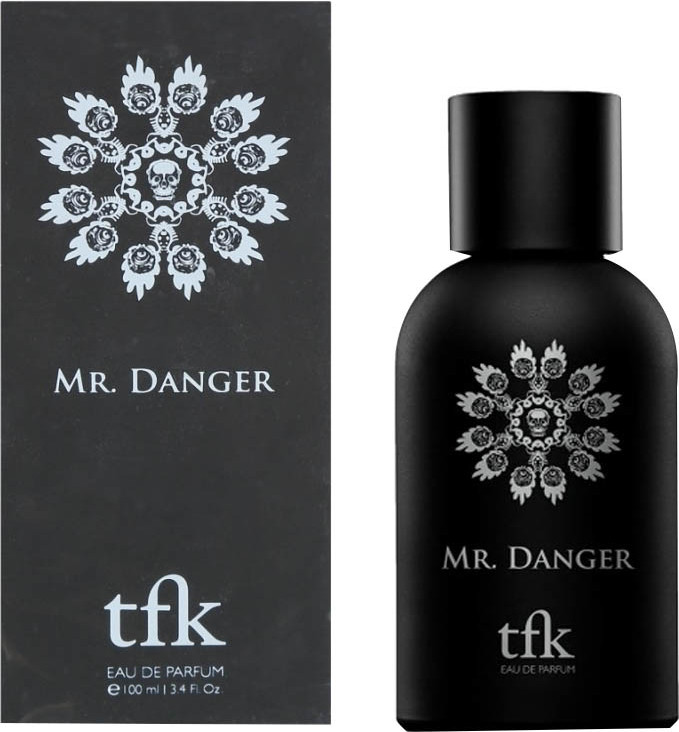 MR. DANGER
tfk
EAU DE PARFUM
℮100 ml | 3.4 Fl. Oz.
MR. DANGER
tfk
EAU DE PARFUM